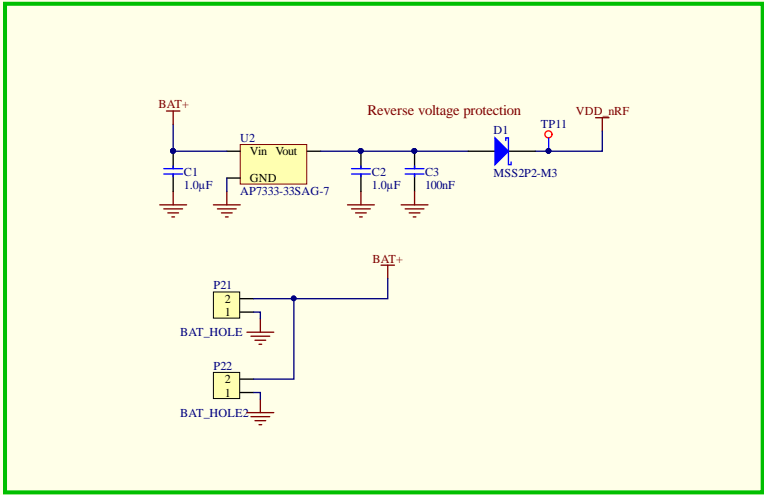 BAT+
Reverse voltage protection
VDD_nRF
TP11
D1
U2
Vin Vout
GND
C1
1.0µF
AP7333-33SAG-7
C2
1.0µF
C3
100nF
MSS2P2-M3
BAT+
P21
2
1
BAT_HOLE
P22
2
1
BAT_HOLE2